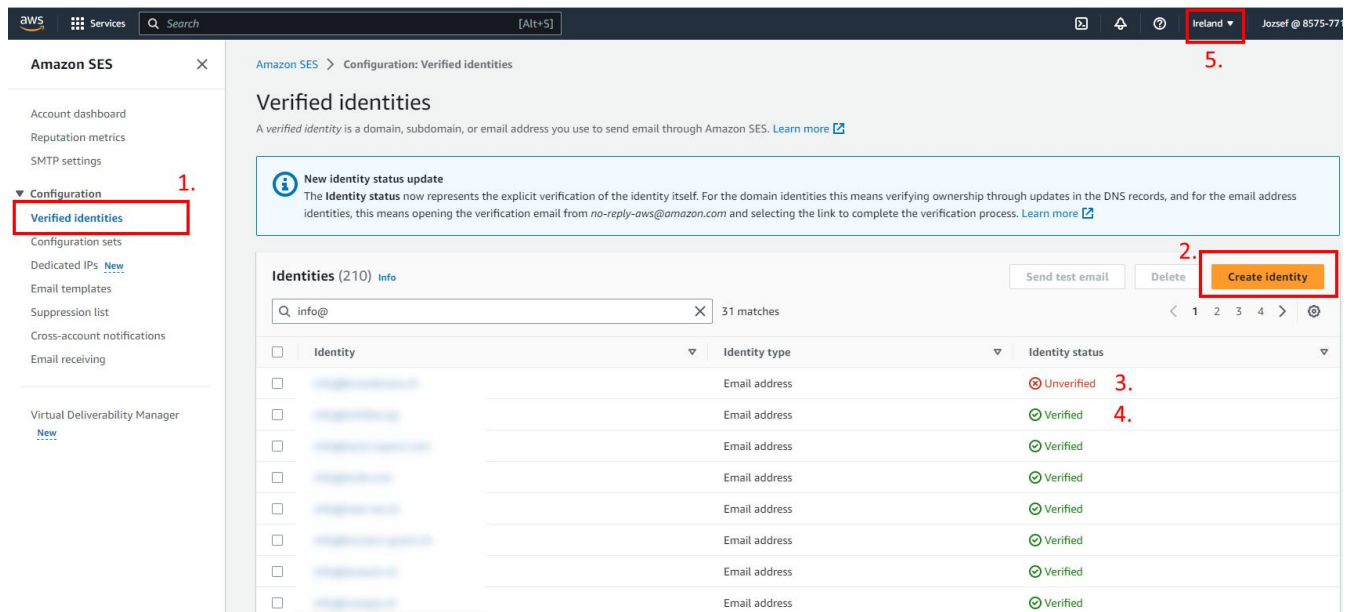 aws Services Search [Alt+S] Ireland ▼ Jozsef @ 8575-771
5.
Amazon SES
Account dashboard
Reputation metrics
SMTP settings
1.
▼ Configuration
Verified identities
Configuration sets
Dedicated IPs New
Email templates
Suppression list
Cross-account notifications
Email receiving
Virtual Deliverability Manager
New
Amazon SES > Configuration: Verified identities
Verified identities
A verified identity is a domain, subdomain, or email address you use to send email through Amazon SES. Learn more
New identity status update
The Identity status now represents the explicit verification of the identity itself. For the domain identities this means verifying ownership through updates in the DNS records, and for the email address
identities, this means opening the verification email from no-reply-aws@amazon.com and selecting the link to complete the verification process. Learn more
2.
Identities (210) Info Send test email Delete Create identity
info@ 31 matches < 1 2 3 4 >
Identity Identity type Identity status
Email address Unverified 3.
Email address Verified 4.
Email address Verified
Email address Verified
Email address Verified
Email address Verified
Email address Verified
Email address Verified